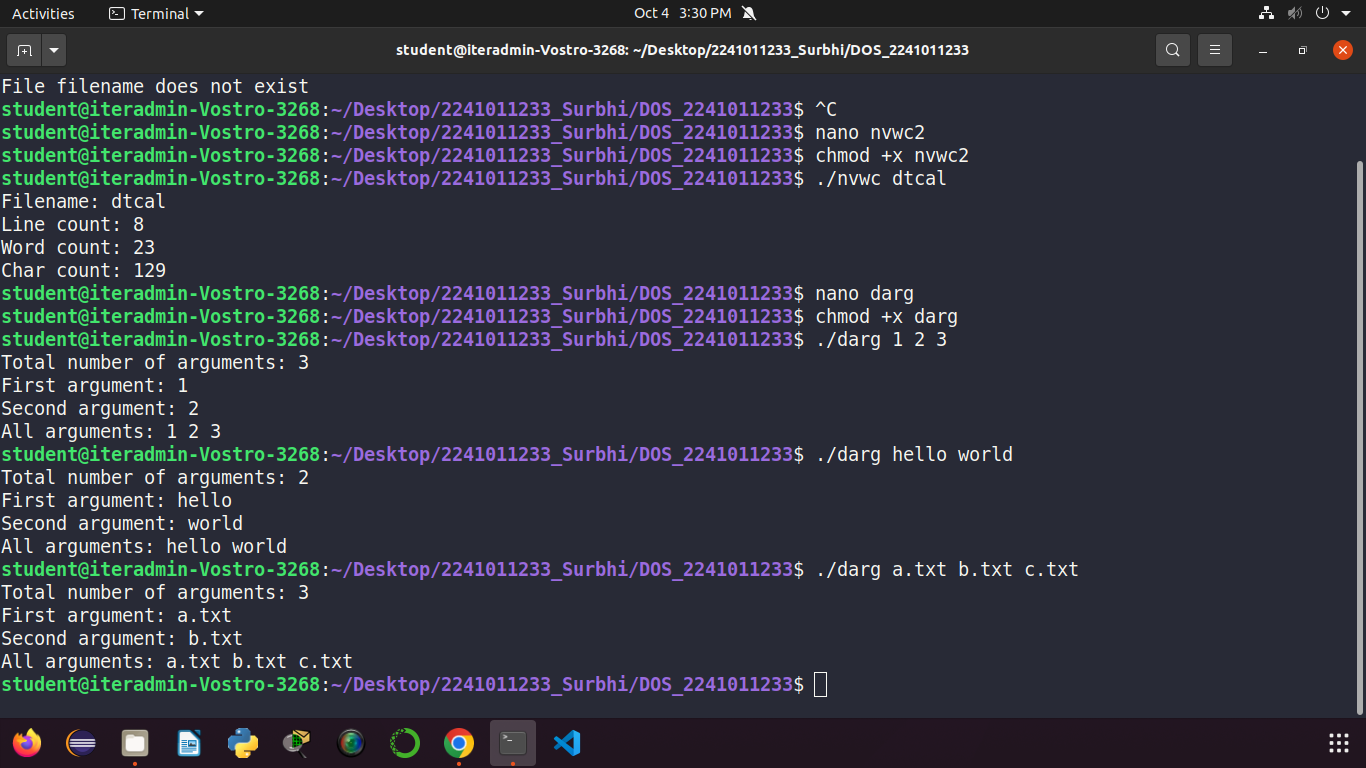 Activities Terminal Oct 4 3:30 PM
student@iteradmin-Vostro-3268: ~/Desktop/2241011233_Surbhi/DOS_2241011233
File filename does not exist
student@iteradmin-Vostro-3268:~/Desktop/2241011233_Surbhi/DOS_2241011233$ ^C
student@iteradmin-Vostro-3268:~/Desktop/2241011233_Surbhi/DOS_2241011233$ nano nvwc2
student@iteradmin-Vostro-3268:~/Desktop/2241011233_Surbhi/DOS_2241011233$ chmod +x nvwc2
student@iteradmin-Vostro-3268:~/Desktop/2241011233_Surbhi/DOS_2241011233$ ./nvwc dtcal
Filename: dtcal
Line count: 8
Word count: 23
Char count: 129
student@iteradmin-Vostro-3268:~/Desktop/2241011233_Surbhi/DOS_2241011233$ nano darg
student@iteradmin-Vostro-3268:~/Desktop/2241011233_Surbhi/DOS_2241011233$ chmod +x darg
student@iteradmin-Vostro-3268:~/Desktop/2241011233_Surbhi/DOS_2241011233$ ./darg 1 2 3
Total number of arguments: 3
First argument: 1
Second argument: 2
All arguments: 1 2 3
student@iteradmin-Vostro-3268:~/Desktop/2241011233_Surbhi/DOS_2241011233$ ./darg hello world
Total number of arguments: 2
First argument: hello
Second argument: world
All arguments: hello world
student@iteradmin-Vostro-3268:~/Desktop/2241011233_Surbhi/DOS_2241011233$ ./darg a.txt b.txt c.txt
Total number of arguments: 3
First argument: a.txt
Second argument: b.txt
All arguments: a.txt b.txt c.txt
student@iteradmin-Vostro-3268:~/Desktop/2241011233_Surbhi/DOS_2241011233$